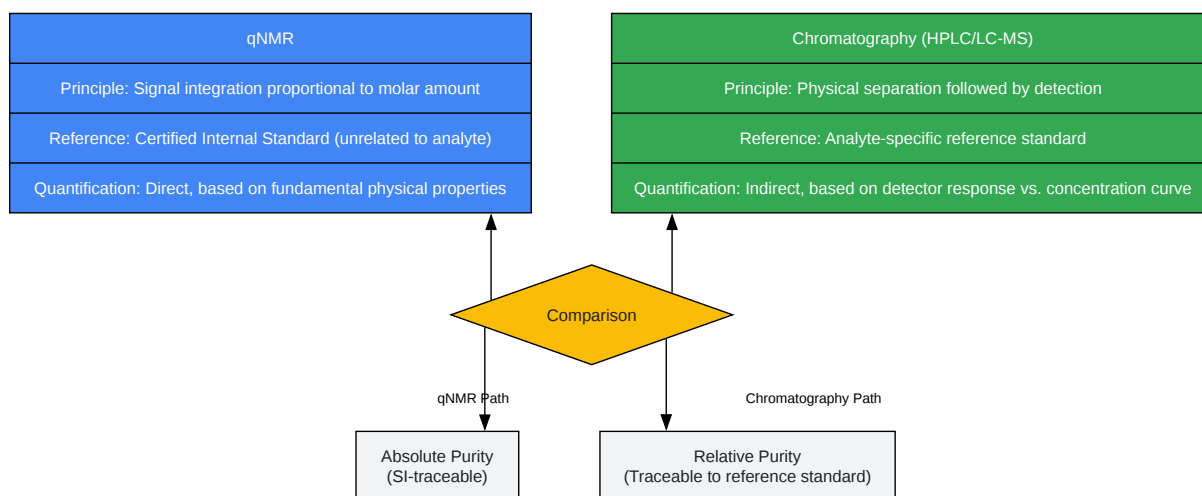 qNMR
Principle: Signal integration proportional to molar amount
Reference: Certified Internal Standard (unrelated to analyte)
Quantification: Direct, based on fundamental physical properties
Chromatography (HPLC/LC-MS)
Principle: Physical separation followed by detection
Reference: Analyte-specific reference standard
Quantification: Indirect, based on detector response vs. concentration curve
Comparison
qNMR Path
Chromatography Path
Absolute Purity
(SI-traceable)
Relative Purity
(Traceable to reference standard)